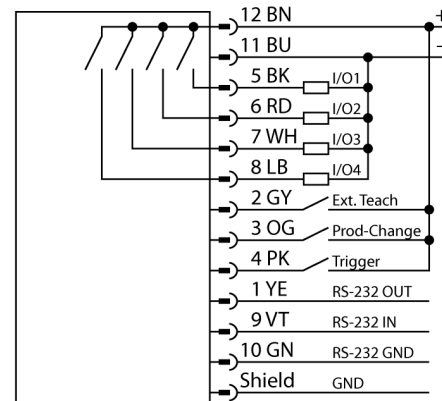 12 BN +
11 BU −
5 BK I/O1
6 RD I/O2
7 WH I/O3
8 LB I/O4
2 GY Ext. Teach
3 OG Prod-Change
4 PK Trigger
1 YE RS-232 OUT
9 VT RS-232 IN
10 GN RS-232 GND
Shield GND